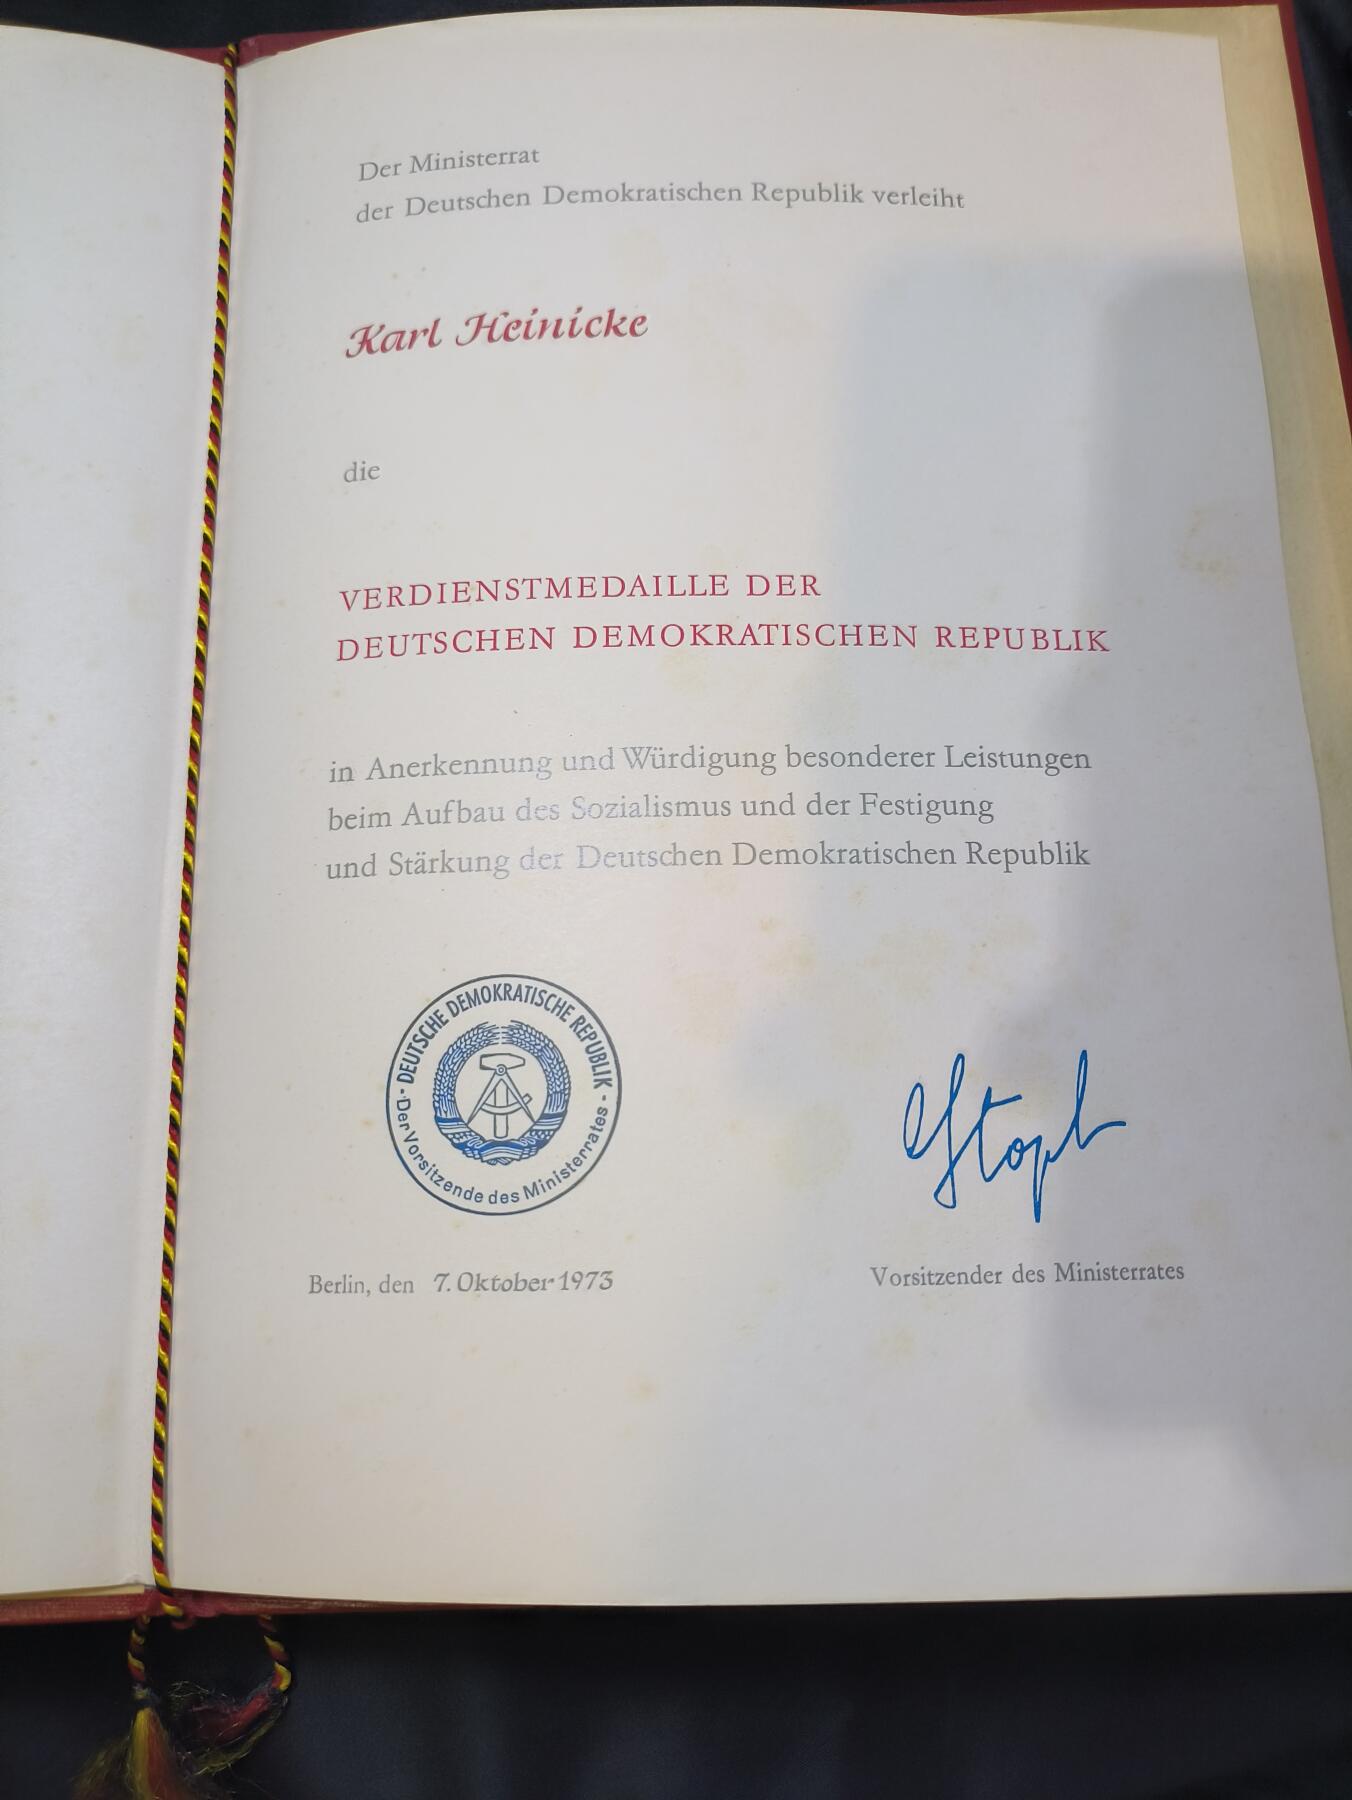 Der Ministerrat
der Deutschen Demokratischen Republik verleiht
Karl Heinicke
die
VERDIENSTMEDAILLE DER
DEUTSCHEN DEMOKRATISCHEN REPUBLIK
in Anerkennung und Würdigung besonderer Leistungen
beim Aufbau des Sozialismus und der Festigung
und Stärkung der Deutschen Demokratischen Republik
· DEUTSCHE DEMOKRATISCHE REPUBLIK ·
Der Vorsitzende des Ministerrates
Stoph
Berlin, den 7. Oktober 1973
Vorsitzender des Ministerrates